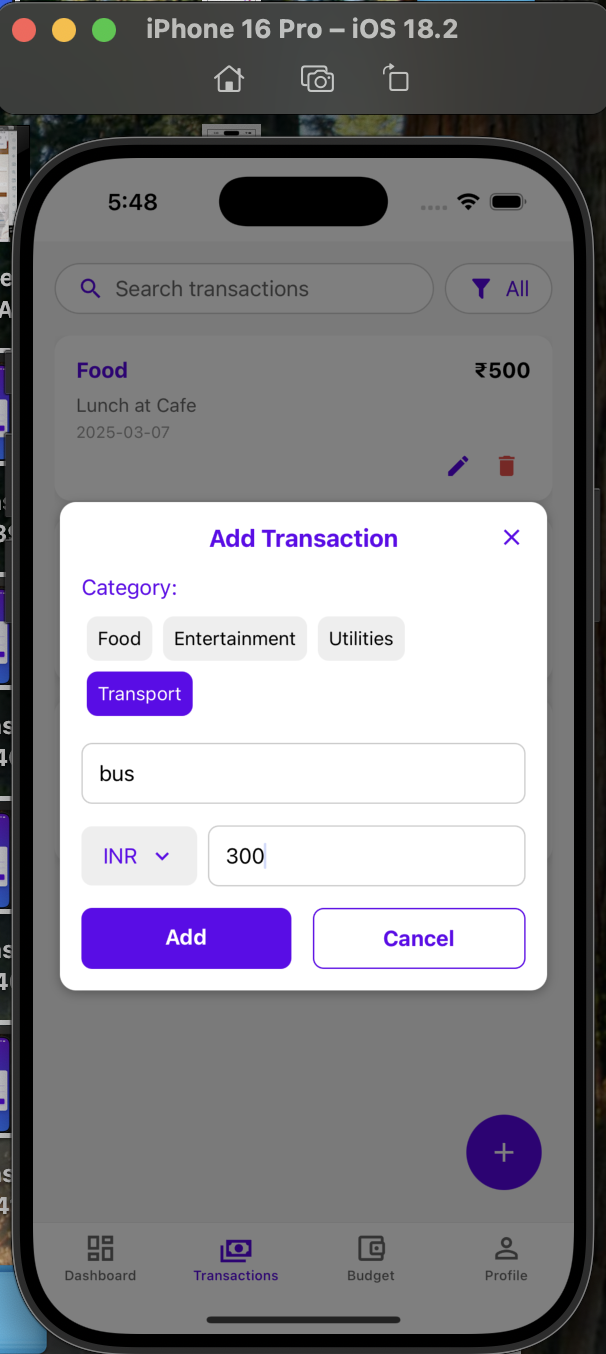 iPhone 16 Pro – iOS 18.2
5:48
Search transactions
All
Food
₹500
Lunch at Cafe
2025-03-07
Add Transaction
Category:
Food
Entertainment
Utilities
Transport
bus
INR
300
Add
Cancel
Dashboard
Transactions
Budget
Profile